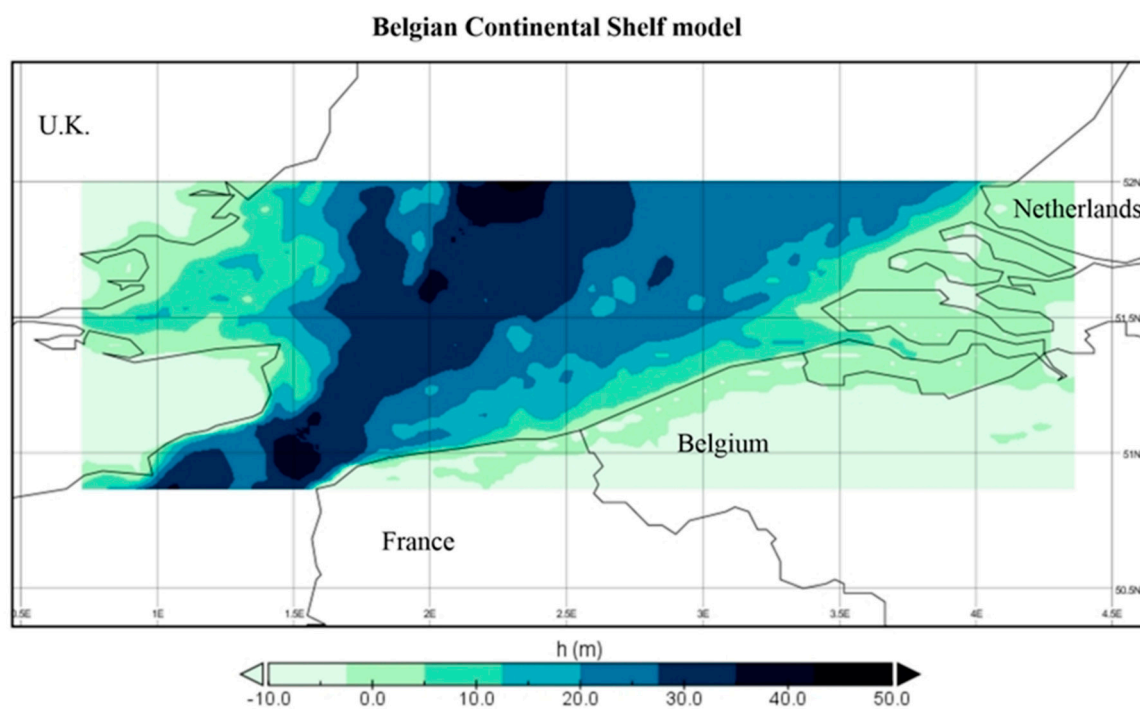 Belgian Continental Shelf model
U.K.
52N
Netherlands
51.5N
Belgium
51N
France
50.5N
0.5E 1E 1.5E 2E 2.5E 3E 3.5E 4E 4.5E
h (m)
-10.0 0.0 10.0 20.0 30.0 40.0 50.0